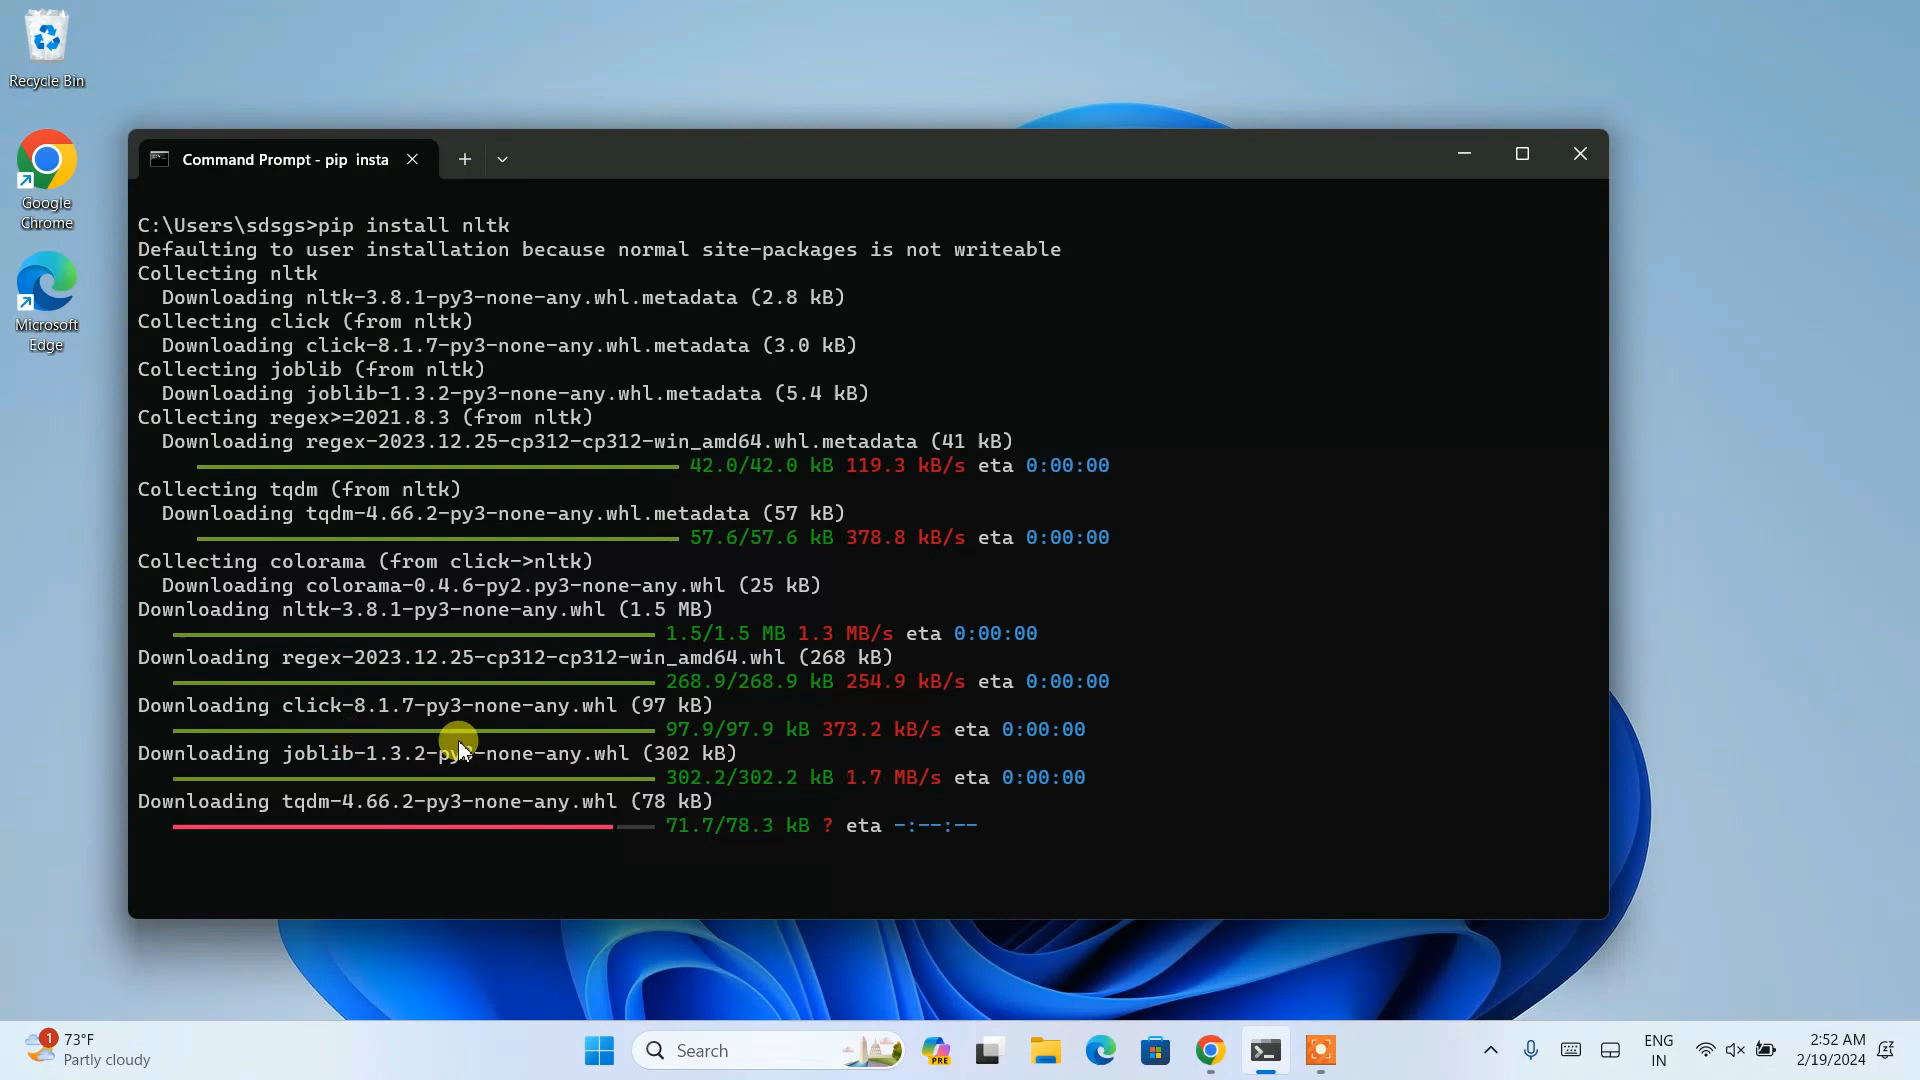 Recycle Bin
Google
Chrome
Microsoft
Edge
Command Prompt - pip  insta
C:\Users\sdsgs>pip install nltk
Defaulting to user installation because normal site-packages is not writeable
Collecting nltk
Downloading nltk-3.8.1-py3-none-any.whl.metadata (2.8 kB)
Collecting click (from nltk)
Downloading click-8.1.7-py3-none-any.whl.metadata (3.0 kB)
Collecting joblib (from nltk)
Downloading joblib-1.3.2-py3-none-any.whl.metadata (5.4 kB)
Collecting regex>=2021.8.3 (from nltk)
Downloading regex-2023.12.25-cp312-cp312-win_amd64.whl.metadata (41 kB)
42.0/42.0 kB 119.3 kB/s eta 0:00:00
Collecting tqdm (from nltk)
Downloading tqdm-4.66.2-py3-none-any.whl.metadata (57 kB)
57.6/57.6 kB 378.8 kB/s eta 0:00:00
Collecting colorama (from click->nltk)
Downloading colorama-0.4.6-py2.py3-none-any.whl (25 kB)
Downloading nltk-3.8.1-py3-none-any.whl (1.5 MB)
1.5/1.5 MB 1.3 MB/s eta 0:00:00
Downloading regex-2023.12.25-cp312-cp312-win_amd64.whl (268 kB)
268.9/268.9 kB 254.9 kB/s eta 0:00:00
Downloading click-8.1.7-py3-none-any.whl (97 kB)
97.9/97.9 kB 373.2 kB/s eta 0:00:00
Downloading joblib-1.3.2-py3-none-any.whl (302 kB)
302.2/302.2 kB 1.7 MB/s eta 0:00:00
Downloading tqdm-4.66.2-py3-none-any.whl (78 kB)
71.7/78.3 kB ? eta -:--:--
1
73°F
Partly cloudy
Search
PRE
ENG
IN
2:52 AM
2/19/2024